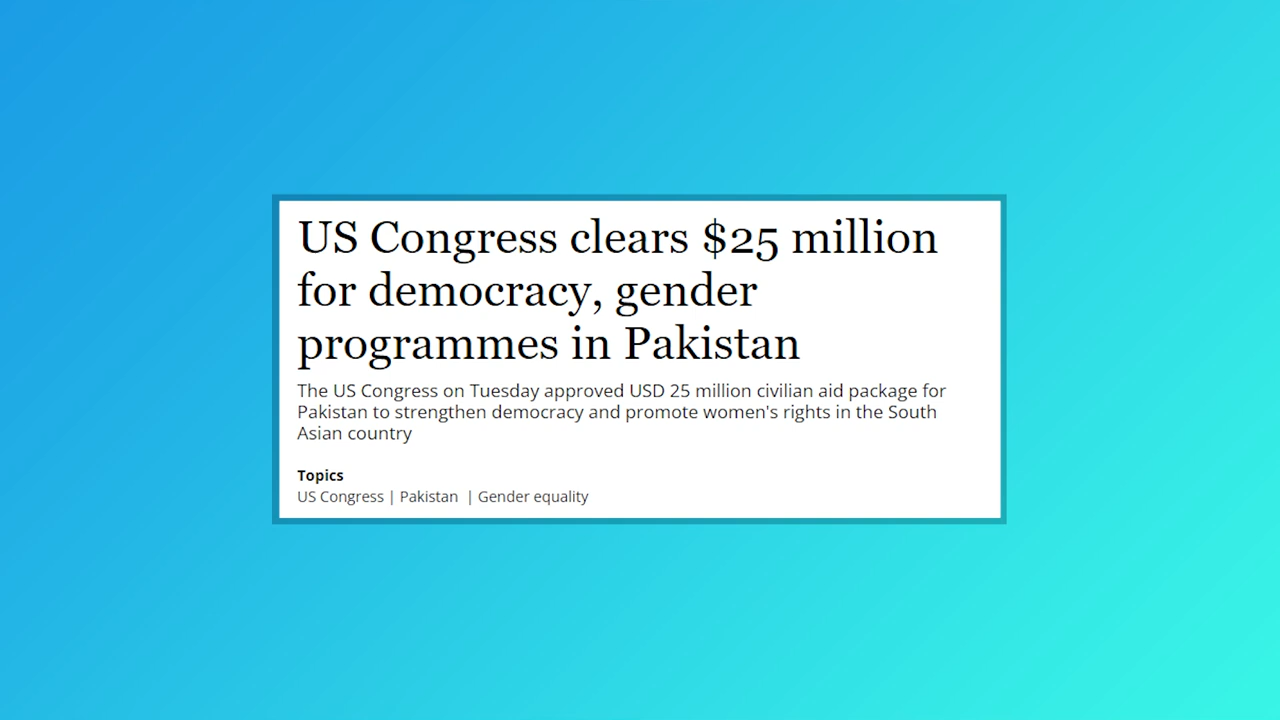 US Congress clears $25 million
for democracy, gender
programmes in Pakistan
The US Congress on Tuesday approved USD 25 million civilian aid package for
Pakistan to strengthen democracy and promote women's rights in the South
Asian country
Topics
US Congress | Pakistan | Gender equality